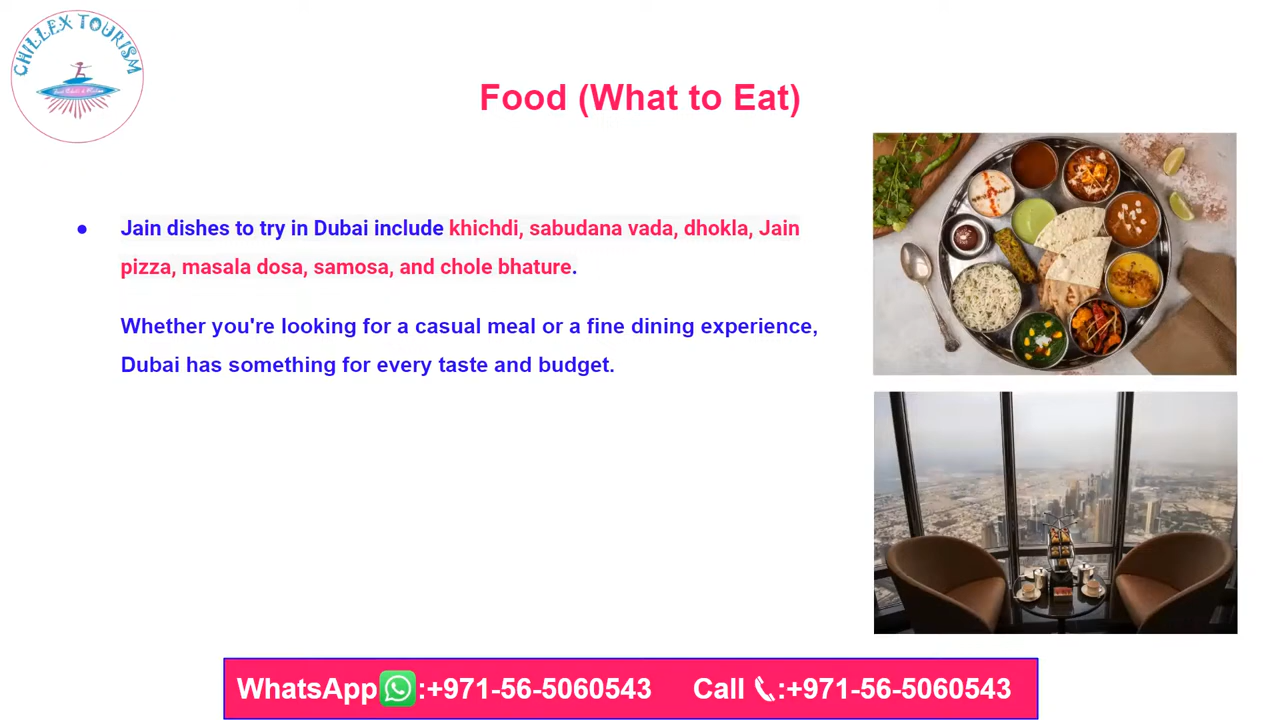 CHILLEX TOURISM
Food (What to Eat)
● Jain dishes to try in Dubai include khichdi, sabudana vada, dhokla, Jain
pizza, masala dosa, samosa, and chole bhature.
Whether you're looking for a casual meal or a fine dining experience,
Dubai has something for every taste and budget.
WhatsApp:+971-56-5060543 Call :+971-56-5060543